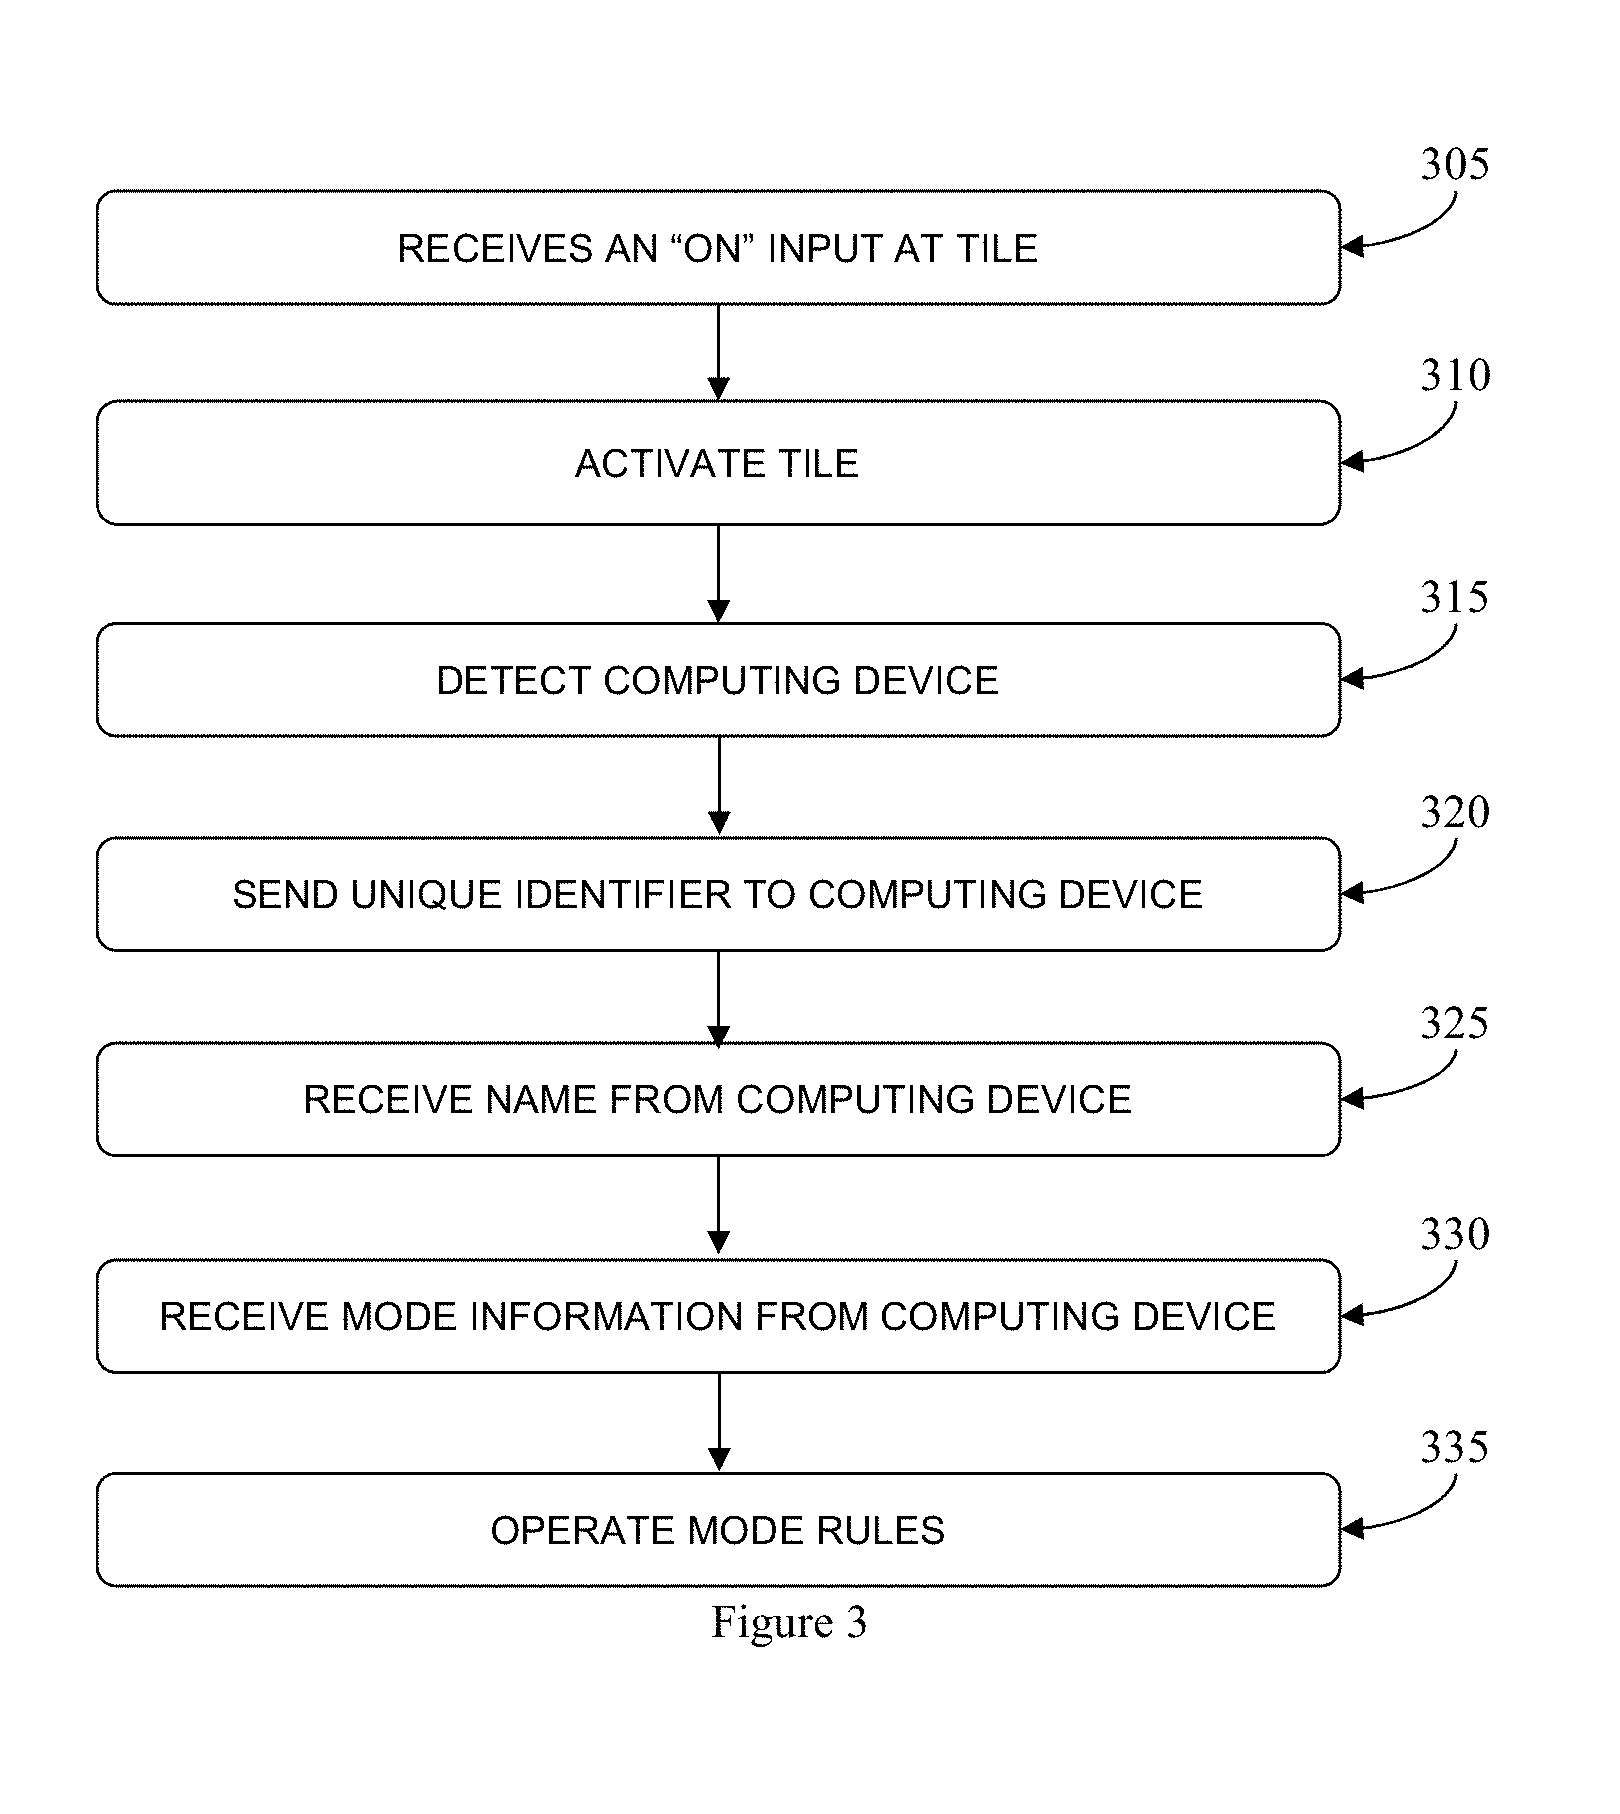 305
RECEIVES AN “ON” INPUT AT TILE
310
ACTIVATE TILE
315
DETECT COMPUTING DEVICE
320
SEND UNIQUE IDENTIFIER TO COMPUTING DEVICE
325
RECEIVE NAME FROM COMPUTING DEVICE
330
RECEIVE MODE INFORMATION FROM COMPUTING DEVICE
335
OPERATE MODE RULES
Figure 3